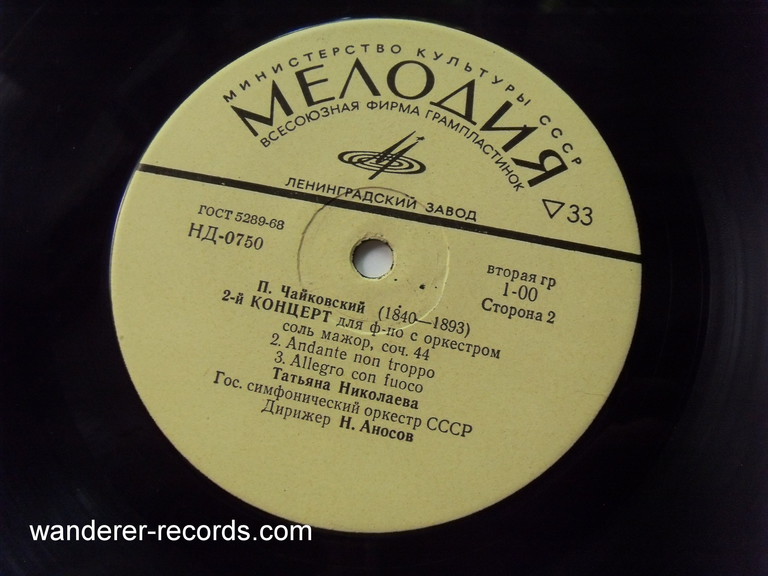 МИНИСТЕРСТВО КУЛЬТУРЫ СССР
МЕЛОДИЯ
ВСЕСОЮЗНАЯ ФИРМА ГРАМПЛАСТИНОК
ЛЕНИНГРАДСКИЙ ЗАВОД
▽33
ГОСТ 5289-68
НД-0750
вторая гр
1-00
Сторона 2
П. Чайковский (1840—1893)
2-й КОНЦЕРТ для ф-по с оркестром
соль мажор, соч. 44
2. Andante non troppo
3. Allegro con fuoco
Татьяна Николаева
Гос. симфонический оркестр СССР
Дирижер Н. Аносов
wanderer-records.com